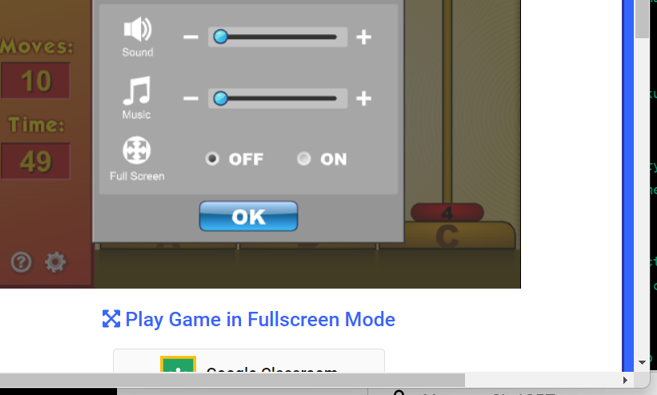 Sound
Moves:
10
Music
Time:
49
OFF ON
Full Screen
4
OK
C
Play Game in Fullscreen Mode
Google Classroom